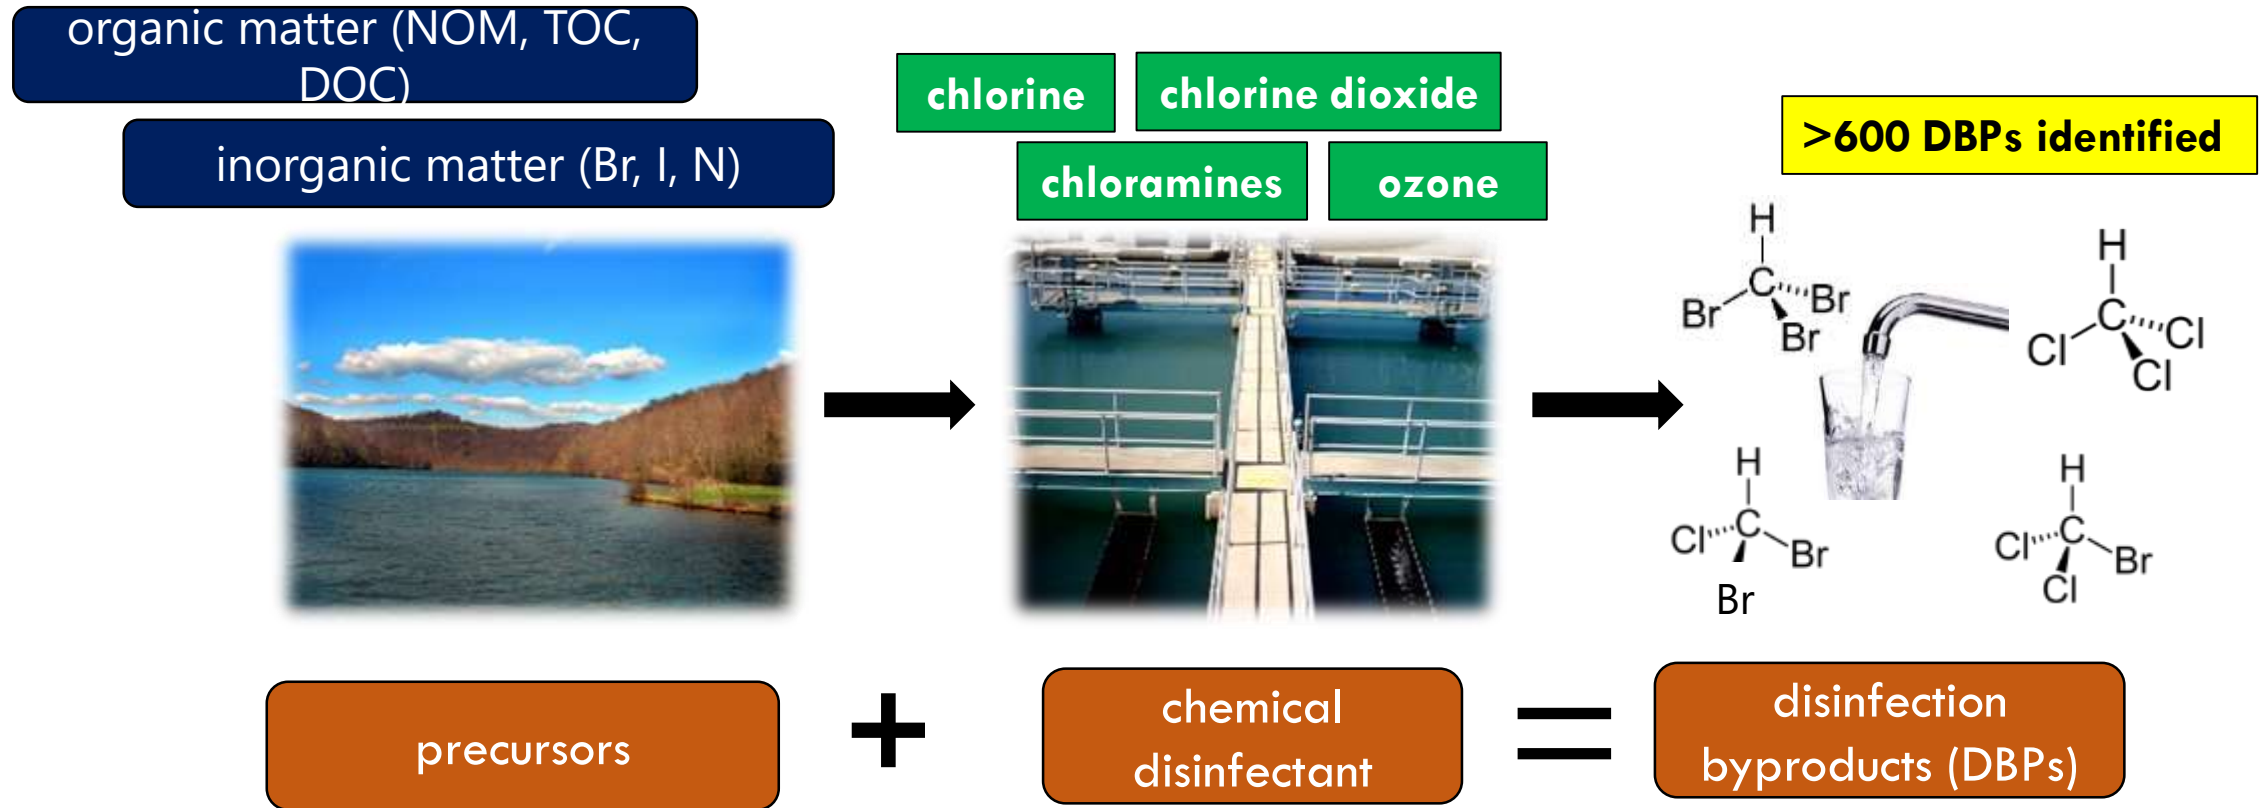 organic matter (NOM, TOC,
DOC)
inorganic matter (Br, I, N)
chlorine
chlorine dioxide
chloramines
ozone
>600 DBPs identified
H
C
Br
Br
Br
H
C
Cl
Cl
Cl
H
Cl
C
Br
Br
H
Cl
C
Br
Cl
precursors
+
chemical
disinfectant
=
disinfection
byproducts (DBPs)